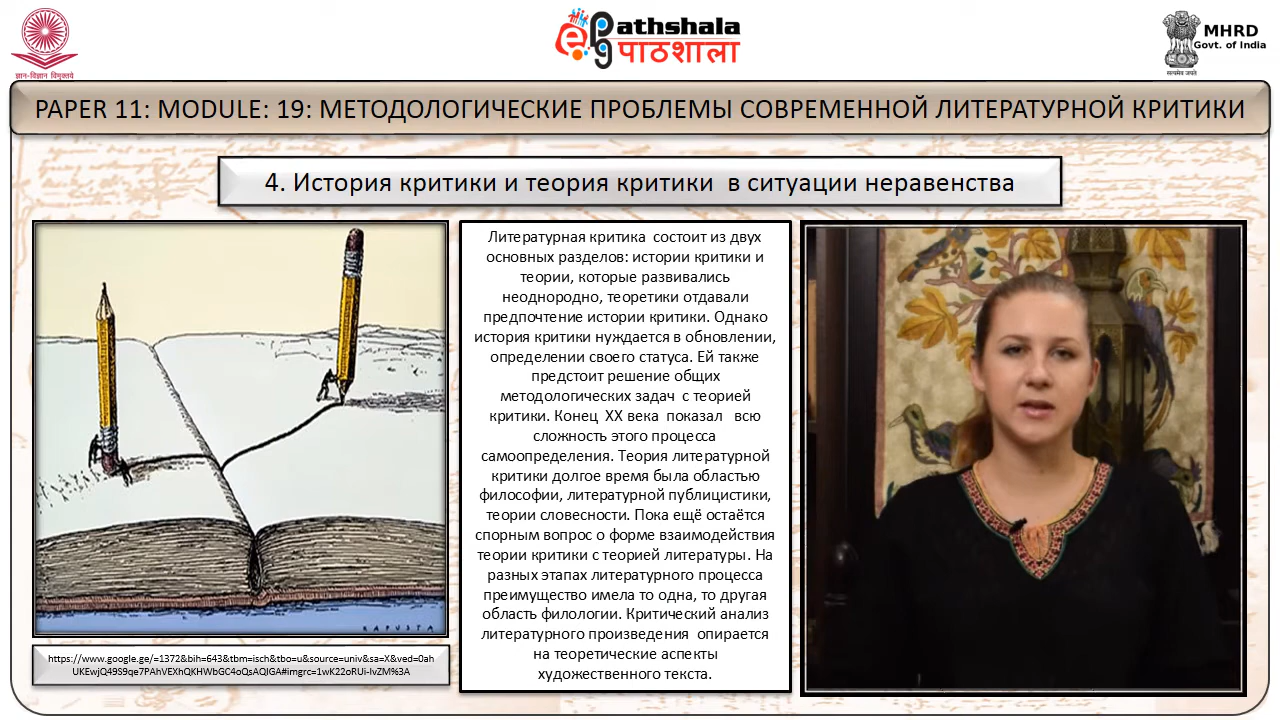 ज्ञान-विज्ञान विमुक्तये
ePathshala
पाठशाला
MHRD
Govt. of India
सत्यमेव जयते
PAPER 11: MODULE: 19: МЕТОДОЛОГИЧЕСКИЕ ПРОБЛЕМЫ СОВРЕМЕННОЙ ЛИТЕРАТУРНОЙ КРИТИКИ
4. История критики и теория критики в ситуации неравенства
Литературная критика состоит из двух
основных разделов: истории критики и
теории, которые развивались
неоднородно, теоретики отдавали
предпочтение истории критики. Однако
история критики нуждается в обновлении,
определении своего статуса. Ей также
предстоит решение общих
методологических задач с теорией
критики. Конец XX века показал всю
сложность этого процесса
самоопределения. Теория литературной
критики долгое время была областью
философии, литературной публицистики,
теории словесности. Пока ещё остаётся
спорным вопрос о форме взаимодействия
теории критики с теорией литературы. На
разных этапах литературного процесса
преимущество имела то одна, то другая
область филологии. Критический анализ
литературного произведения опирается
на теоретические аспекты
художественного текста.
KAPUSTA
https://www.google.ge/=1372&bih=643&tbm=isch&tbo=u&source=univ&sa=X&ved=0ah
UKEwjQ49S9qe7PAhVEXhQKHWbGC4oQsAQIGA#imgrc=1wK22oRUi-IvZM%3A